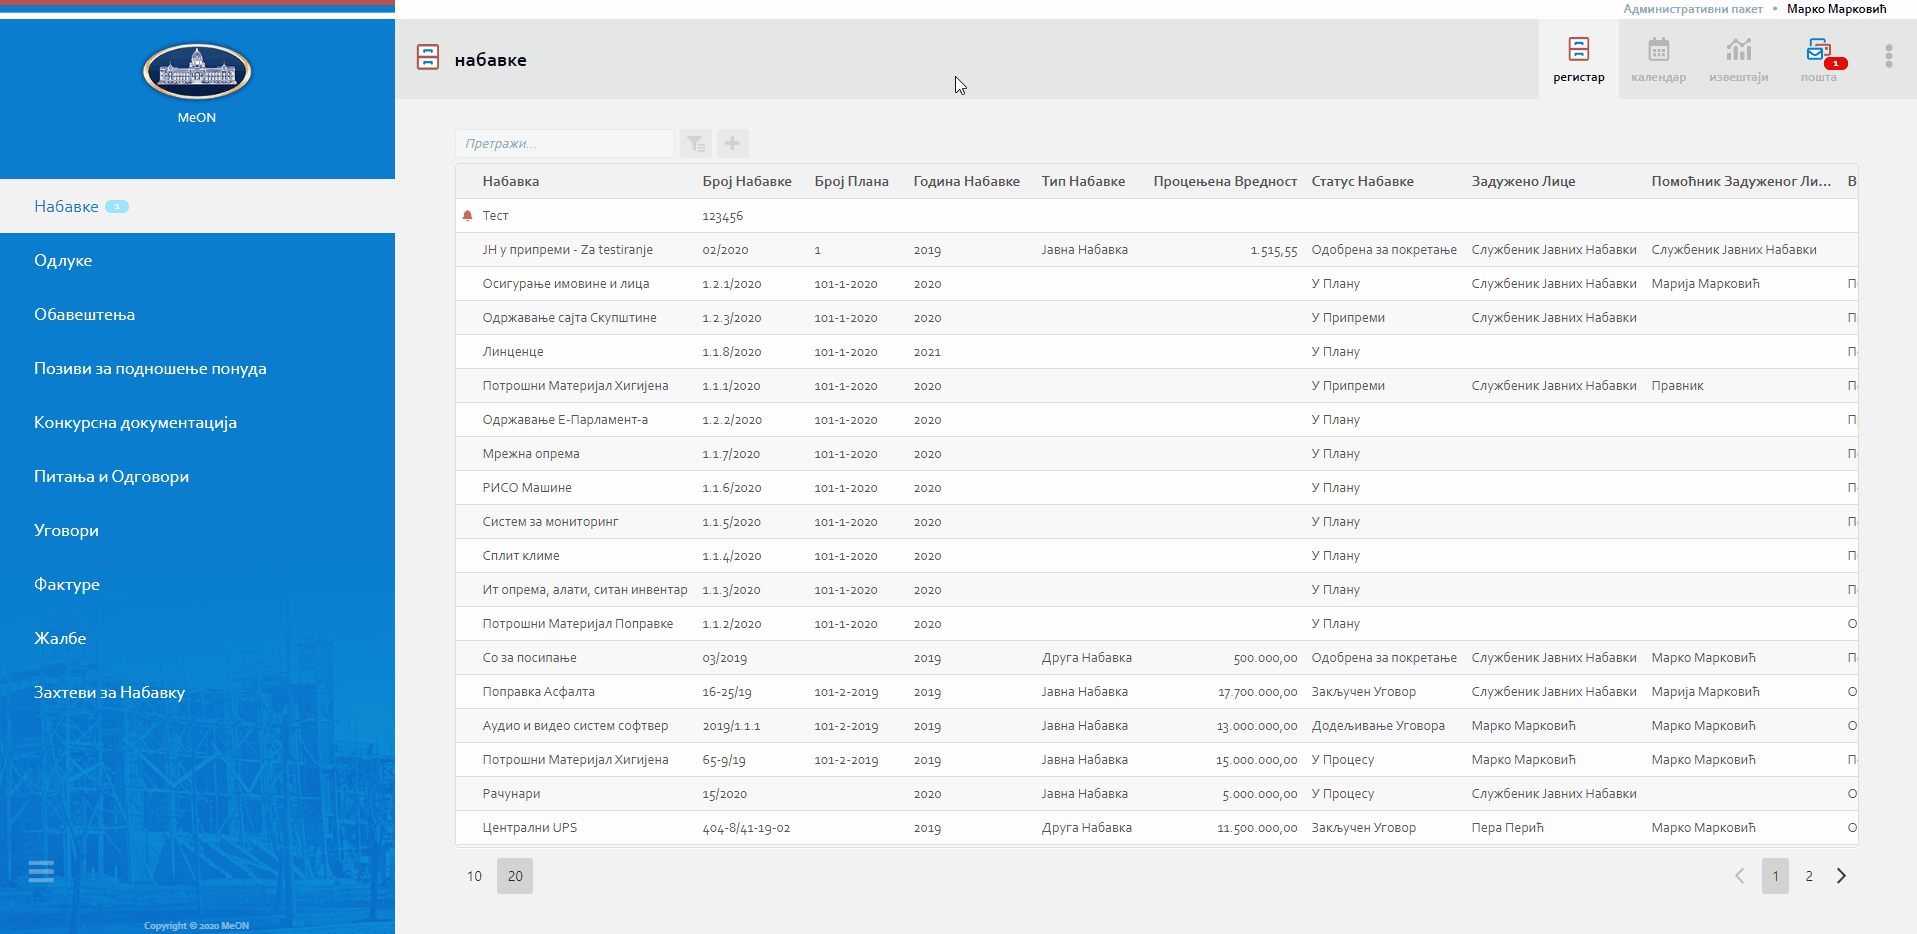 Административни пакет • Марко Марковић
MeON
набавке
регистар
календар
извештаји
пошта
1
Набавке 1
Одлуке
Обавештења
Позиви за подношење понуда
Конкурсна документација
Питања и Одговори
Уговори
Фактуре
Жалбе
Захтеви за Набавку
Copyright © 2020 MeON
Претражи...
Набавка Број Набавке Број Плана Година Набавке Тип Набавке Процењена Вредност Статус Набавке Задужено Лице Помоћник Задуженог Ли... В
Тест 123456
ЈН у припреми - Za testiranje 02/2020 1 2019 Јавна Набавка 1.515,55 Одобрена за покретање Службеник Јавних Набавки Службеник Јавних Набавки
Осигурање имовине и лица 1.2.1/2020 101-1-2020 2020 У Плану Службеник Јавних Набавки Марија Марковић
Одржавање сајта Скупштине 1.2.3/2020 101-1-2020 2020 У Припреми Службеник Јавних Набавки
Линценце 1.1.8/2020 101-1-2020 2021 У Плану
Потрошни Материјал Хигијена 1.1.1/2020 101-1-2020 2020 У Припреми Службеник Јавних Набавки Правник
Одржавање Е-Парламент-а 1.2.2/2020 101-1-2020 2020 У Плану
Мрежна опрема 1.1.7/2020 101-1-2020 2020 У Плану
РИСО Машине 1.1.6/2020 101-1-2020 2020 У Плану
Систем за мониторинг 1.1.5/2020 101-1-2020 2020 У Плану
Сплит климе 1.1.4/2020 101-1-2020 2020 У Плану
Ит опрема, алати, ситан инвентар 1.1.3/2020 101-1-2020 2020 У Плану
Потрошни Материјал Поправке 1.1.2/2020 101-1-2020 2020 У Плану О
Со за посипање 03/2019 2019 Друга Набавка 500.000,00 Одобрена за покретање Службеник Јавних Набавки Марко Марковић
Поправка Асфалта 16-25/19 101-2-2019 2019 Јавна Набавка 17.700.000,00 Закључен Уговор Службеник Јавних Набавки Марија Марковић О
Аудио и видео систем софтвер 2019/1.1.1 101-2-2019 2019 Јавна Набавка 13.000.000,00 Додељивање Уговора Марко Марковић Марко Марковић О
Потрошни Материјал Хигијена 65-9/19 101-2-2019 2019 Јавна Набавка 15.000.000,00 У Процесу Марко Марковић Марко Марковић
Рачунари 15/2020 2020 Јавна Набавка 5.000.000,00 У Процесу Службеник Јавних Набавки О
Централни UPS 404-8/41-19-02 2019 Друга Набавка 11.500.000,00 Закључен Уговор Пера Перић Марко Марковић О
10 20
1 2